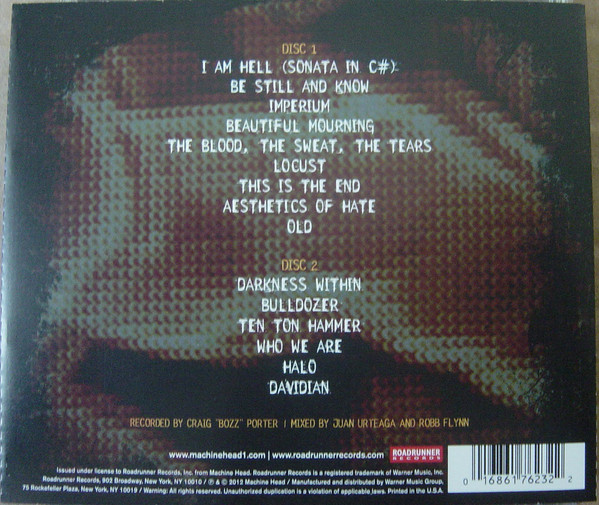 DISC 1
I AM HELL (SONATA IN C#)
BE STILL AND KNOW
IMPERIUM
BEAUTIFUL MOURNING
THE BLOOD, THE SWEAT, THE TEARS
LOCUST
THIS IS THE END
AESTHETICS OF HATE
OLD
DISC 2
DARKNESS WITHIN
BULLDOZER
TEN TON HAMMER
WHO WE ARE
HALO
DAVIDIAN
RECORDED BY CRAIG "BOZZ" PORTER | MIXED BY JUAN URTEAGA AND ROBB FLYNN
www.machinehead1.com | www.roadrunnerrecords.com
ROADRUNNER
RECORDS
Issued under license to Roadrunner Records, Inc. from Machine Head. Roadrunner Records is a registered trademark of Warner Music, Inc.
Roadrunner Records, 902 Broadway, New York, NY 10010 / ℗ & © 2012 Machine Head / Manufactured and distributed by Warner Music Group,
75 Rockefeller Plaza, New York, NY 10019 / Warning: All rights reserved. Unauthorized duplication is a violation of applicable laws. Printed in the U.S.A.
0 16861 76232 2